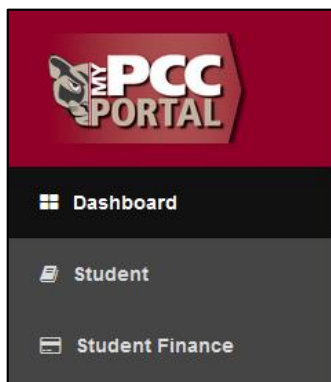 MY PCC
PORTAL
Dashboard
Student
Student Finance